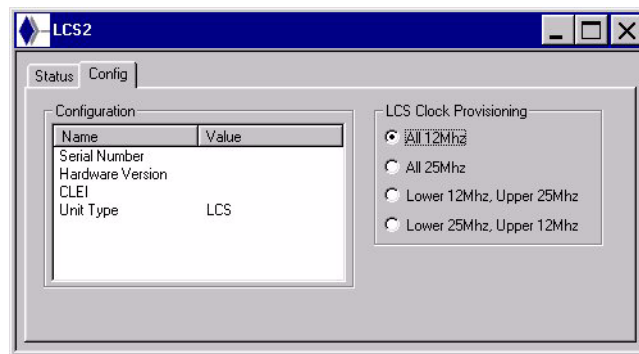 LCS2
Status Config
Configuration
Name Value
Serial Number
Hardware Version
CLEI
Unit Type LCS
LCS Clock Provisioning
All 12Mhz
All 25Mhz
Lower 12Mhz, Upper 25Mhz
Lower 25Mhz, Upper 12Mhz